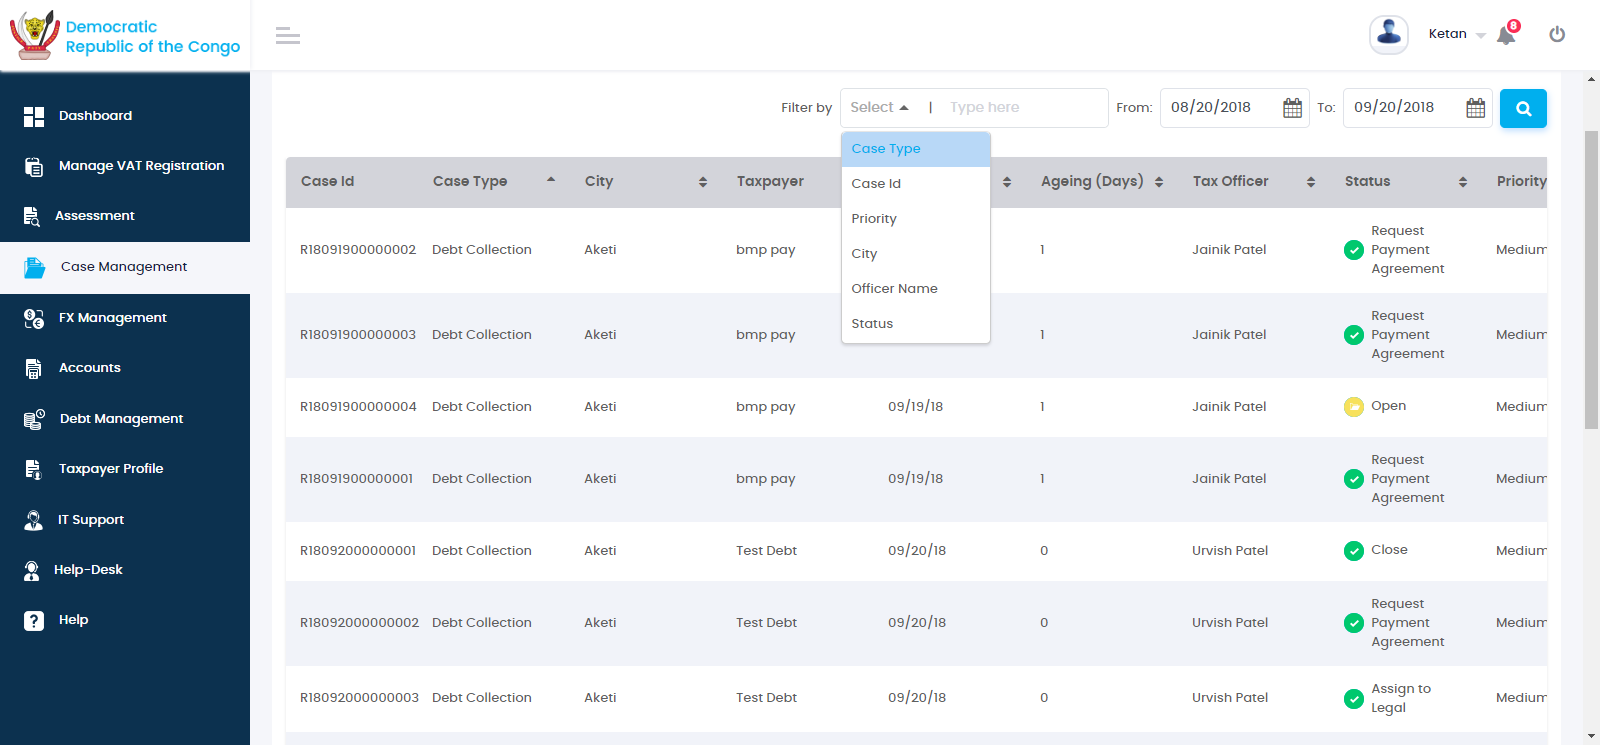 Democratic
Republic of the Congo
Ketan
8
Dashboard
Manage VAT Registration
Assessment
Case Management
FX Management
Accounts
Debt Management
Taxpayer Profile
IT Support
Help-Desk
Help
Filter by Select | Type here From: 08/20/2018 To: 09/20/2018
Case Type
Case Id
Priority
City
Officer Name
Status
Case Id Case Type City Taxpayer Ageing (Days) Tax Officer Status Priority
R18091900000002 Debt Collection Aketi bmp pay 1 Jainik Patel Request Payment Agreement Medium
R18091900000003 Debt Collection Aketi bmp pay 1 Jainik Patel Request Payment Agreement Medium
R18091900000004 Debt Collection Aketi bmp pay 09/19/18 1 Jainik Patel Open Medium
R18091900000001 Debt Collection Aketi bmp pay 09/19/18 1 Jainik Patel Request Payment Agreement Medium
R18092000000001 Debt Collection Aketi Test Debt 09/20/18 0 Urvish Patel Close Medium
R18092000000002 Debt Collection Aketi Test Debt 09/20/18 0 Urvish Patel Request Payment Agreement Medium
R18092000000003 Debt Collection Aketi Test Debt 09/20/18 0 Urvish Patel Assign to Legal Medium